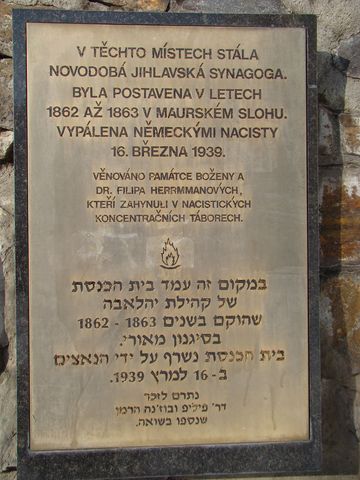 V TĚCHTO MÍSTECH STÁLA
NOVODOBÁ JIHLAVSKÁ SYNAGOGA.
BYLA POSTAVENA V LETECH
1862 AŽ 1863 V MAURSKÉM SLOHU.
VYPÁLENA NĚMECKÝMI NACISTY
16. BŘEZNA 1939.
VĚNOVÁNO PAMÁTCE BOŽENY A
DR. FILIPA HERRMMANOVÝCH,
KTEŘÍ ZAHYNULI V NACISTICKÝCH
KONCENTRAČNÍCH TÁBORECH.
במקום זה עמד בית הכנסת
של קהילת יהלאבה
שהוקם בשנים 1863 - 1862
בסיגנון מאורי.
בית הכנסת נשרף על ידי הנאצים
ב- 16 למרץ 1939.
נתרם לזכר
דר' פיליפ ובוז'נה הרמן
שנספו בשואה.